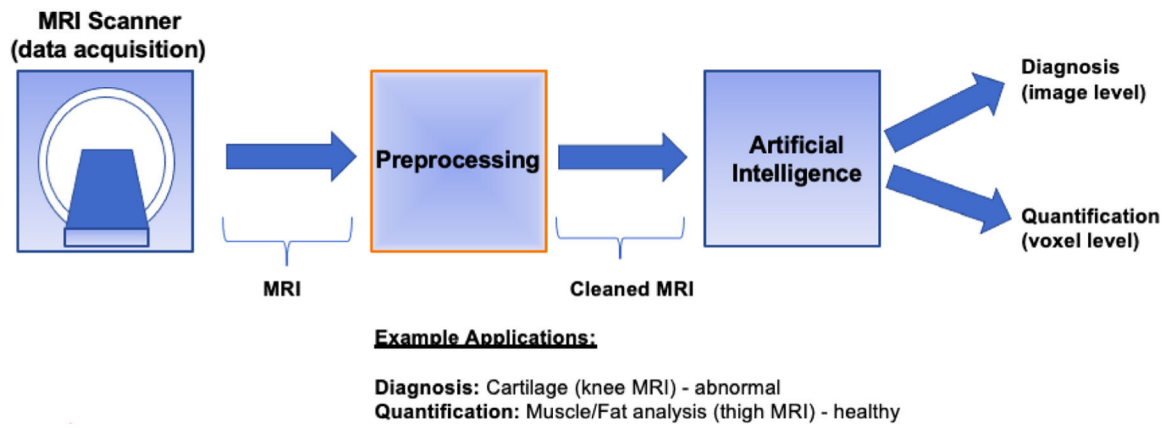 MRI Scanner
(data acquisition)
Preprocessing
Artificial
Intelligence
Diagnosis
(image level)
Quantification
(voxel level)
MRI
Cleaned MRI
Example Applications:
Diagnosis: Cartilage (knee MRI) - abnormal
Quantification: Muscle/Fat analysis (thigh MRI) - healthy